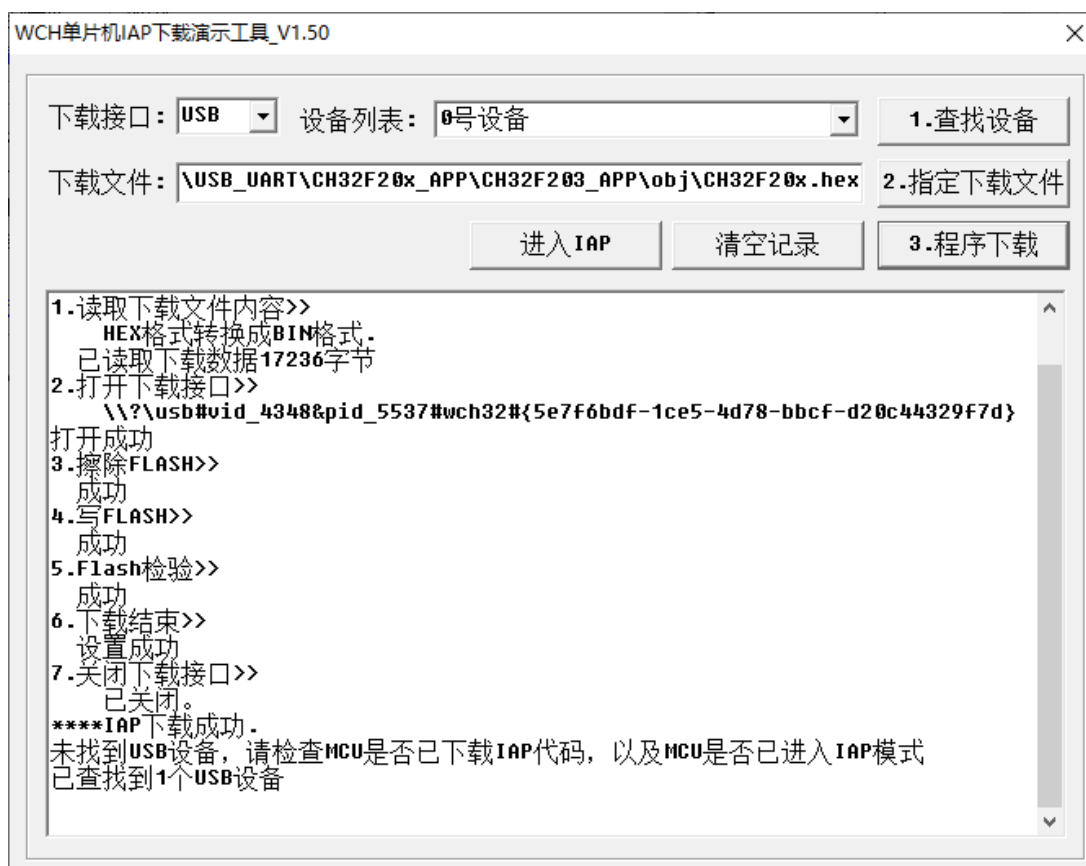 WCH单片机IAP下载演示工具_V1.50
下载接口: USB 设备列表: 0号设备 1.查找设备
下载文件: \USB_UART\CH32F20x_APP\CH32F203_APP\obj\CH32F20x.hex 2.指定下载文件
进入IAP 清空记录 3.程序下载
1.读取下载文件内容>>
HEX格式转换成BIN格式.
已读取下载数据17236字节
2.打开下载接口>>
\\?\usb#vid_4348&pid_5537#wch32#{5e7f6bdf-1ce5-4d78-bbcf-d20c44329f7d}
打开成功
3.擦除FLASH>>
成功
4.写FLASH>>
成功
5.Flash检验>>
成功
6.下载结束>>
设置成功
7.关闭下载接口>>
已关闭。
****IAP下载成功.
未找到USB设备，请检查MCU是否已下载IAP代码，以及MCU是否已进入IAP模式
已查找到1个USB设备